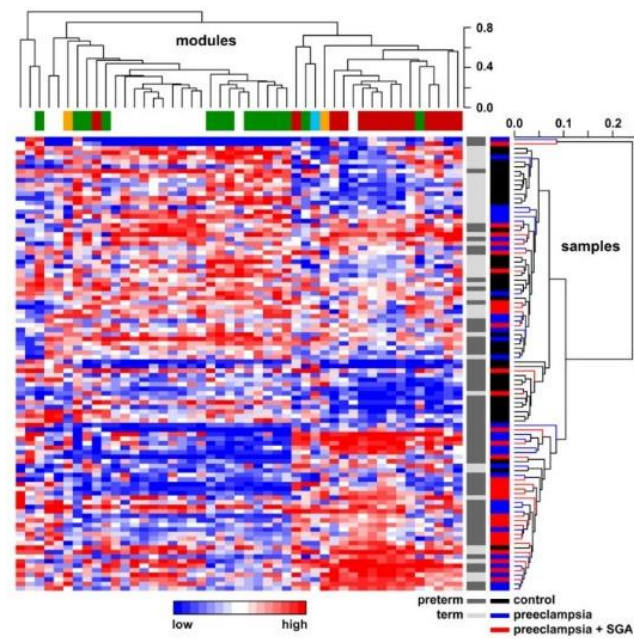 modules
0.8
0.4
0.0
0.0 0.1 0.2
samples
preterm control
term preeclampsia
preeclampsia + SGA
low high